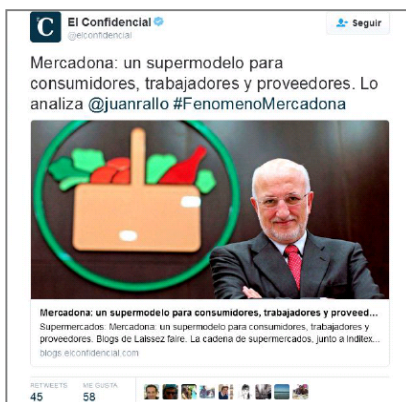 El Confidencial
@elconfidencial
Seguir
Mercadona: un supermodelo para
consumidores, trabajadores y proveedores. Lo
analiza @juanrallo #FenomenoMercadona
Mercadona: un supermodelo para consumidores, trabajadores y proveed...
Supermercados: Mercadona: un supermodelo para consumidores, trabajadores y
proveedores. Blogs de Laissez faire. La cadena de supermercados, junto a Inditex...
blogs.elconfidencial.com
RETWEETS ME GUSTA
45 58